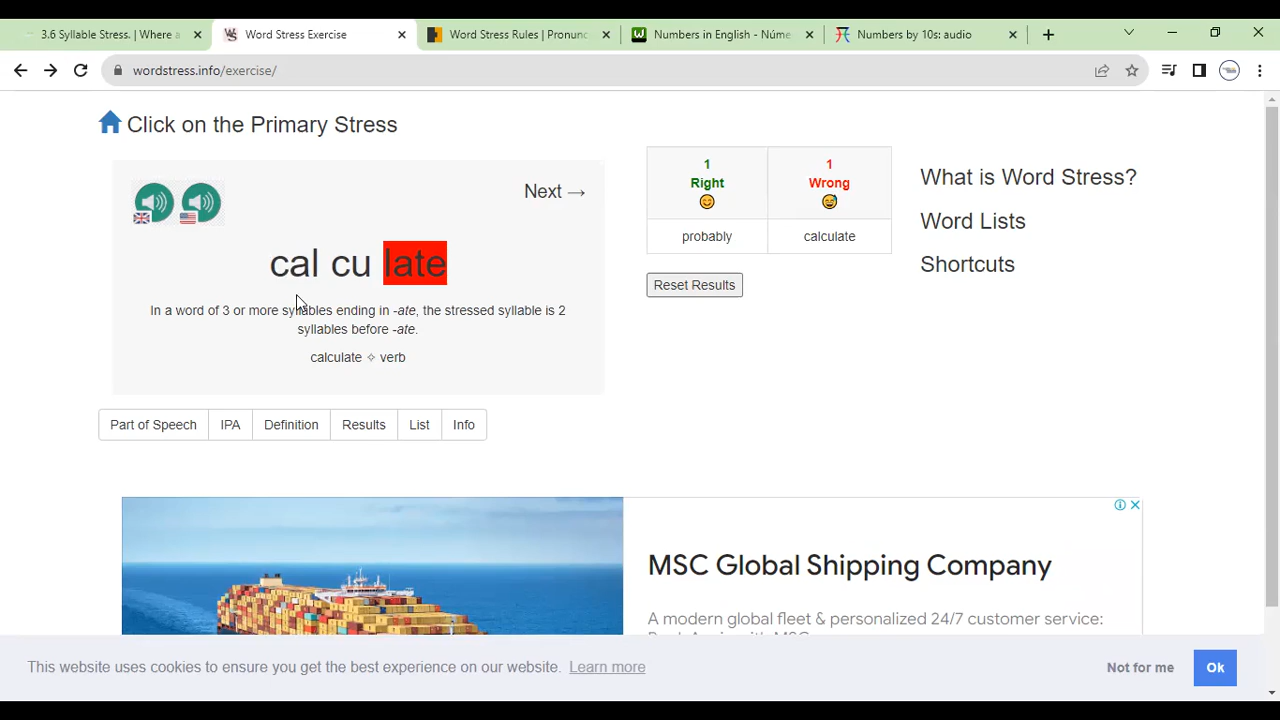 3.6 Syllable Stress. | Where a
Word Stress Exercise
Word Stress Rules | Pronunc
Numbers in English - Núme
Numbers by 10s: audio
wordstress.info/exercise/
Click on the Primary Stress
Next →
cal cu late
In a word of 3 or more syllables ending in -ate, the stressed syllable is 2
syllables before -ate.
calculate ✧ verb
1
Right
1
Wrong
probably
calculate
Reset Results
What is Word Stress?
Word Lists
Shortcuts
Part of Speech
IPA
Definition
Results
List
Info
MSC Global Shipping Company
A modern global fleet & personalized 24/7 customer service:
This website uses cookies to ensure you get the best experience on our website. Learn more
Not for me
Ok